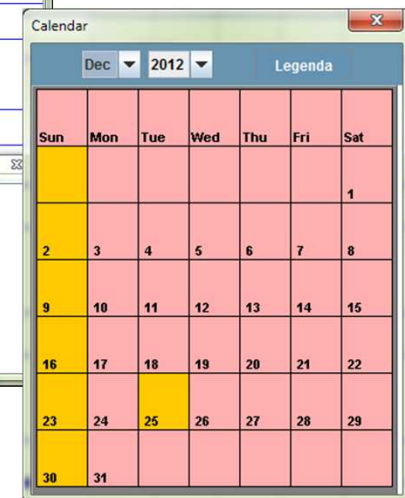 Calendar
Dec 2012 Legenda
Sun Mon Tue Wed Thu Fri Sat
1
2 3 4 5 6 7 8
9 10 11 12 13 14 15
16 17 18 19 20 21 22
23 24 25 26 27 28 29
30 31